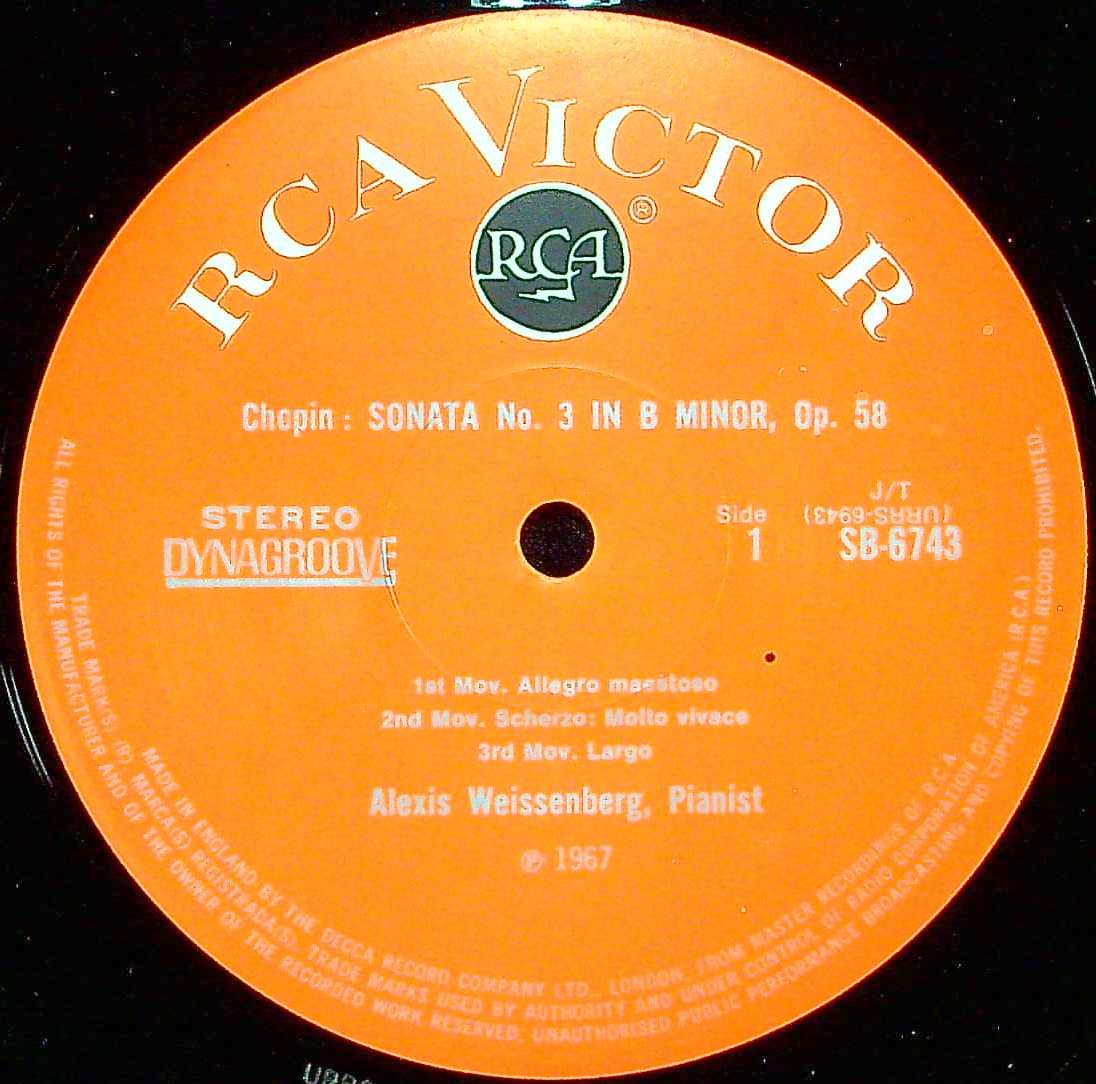 RCA VICTOR
®
RCA
Chopin : SONATA No. 3 IN B MINOR, Op. 58
STEREO
DYNAGROOVE
Side
1
J/T
(URRS-6943)
SB-6743
1st Mov. Allegro maestoso
2nd Mov. Scherzo: Molto vivace
3rd Mov. Largo
Alexis Weissenberg, Pianist
℗ 1967
MADE IN ENGLAND BY THE DECCA RECORD COMPANY LTD., LONDON, FROM MASTER RECORDINGS OF R.C.A.
TRADE MARK(S). (R) MARCA(S) REGISTRADA(S). TRADE MARKS USED BY AUTHORITY AND UNDER CONTROL OF RADIO CORPORATION OF AMERICA (R.C.A.)
ALL RIGHTS OF THE MANUFACTURER AND OF THE OWNER OF THE RECORDED WORK RESERVED. UNAUTHORISED PUBLIC PERFORMANCE BROADCASTING AND COPYING OF THIS RECORD PROHIBITED.